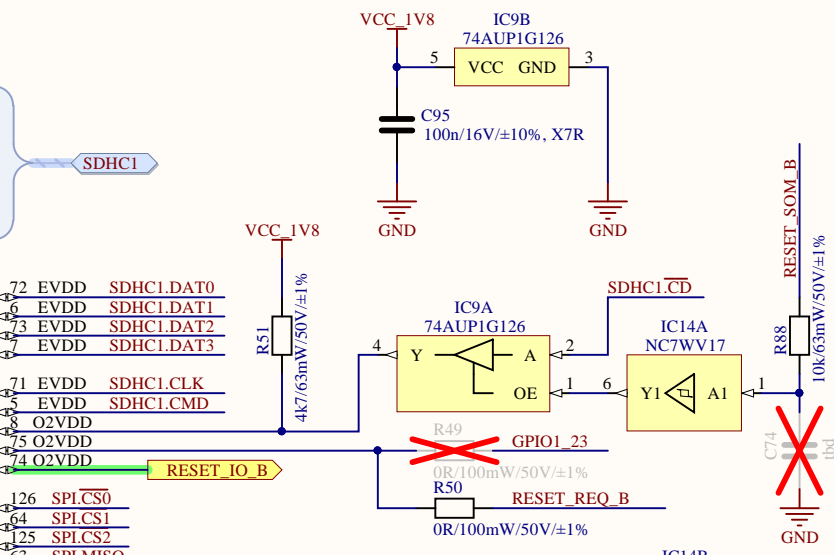 VCC_1V8
IC9B
74AUP1G126
5 VCC GND 3
C95
100n/16V/±10%, X7R
GND
GND
SDHC1
VCC_1V8
RESET_SOM_B
R51
4k7/63mW/50V/±1%
72 EVDD SDHC1.DAT0
6 EVDD SDHC1.DAT1
73 EVDD SDHC1.DAT2
7 EVDD SDHC1.DAT3
71 EVDD SDHC1.CLK
5 EVDD SDHC1.CMD
8 O2VDD
75 O2VDD
74 O2VDD
RESET_IO_B
IC9A
74AUP1G126
4 Y A 2
OE 1
SDHC1.CD
IC14A
NC7WV17
6 Y1 A1 1
R88
10k/63mW/50V/±1%
C74
tbd
GND
R49
GPIO1_23
0R/100mW/50V/±1%
R50
RESET_REQ_B
0R/100mW/50V/±1%
126 SPI.CS0
64 SPI.CS1
125 SPI.CS2
63 SPI.MISO
IC14B